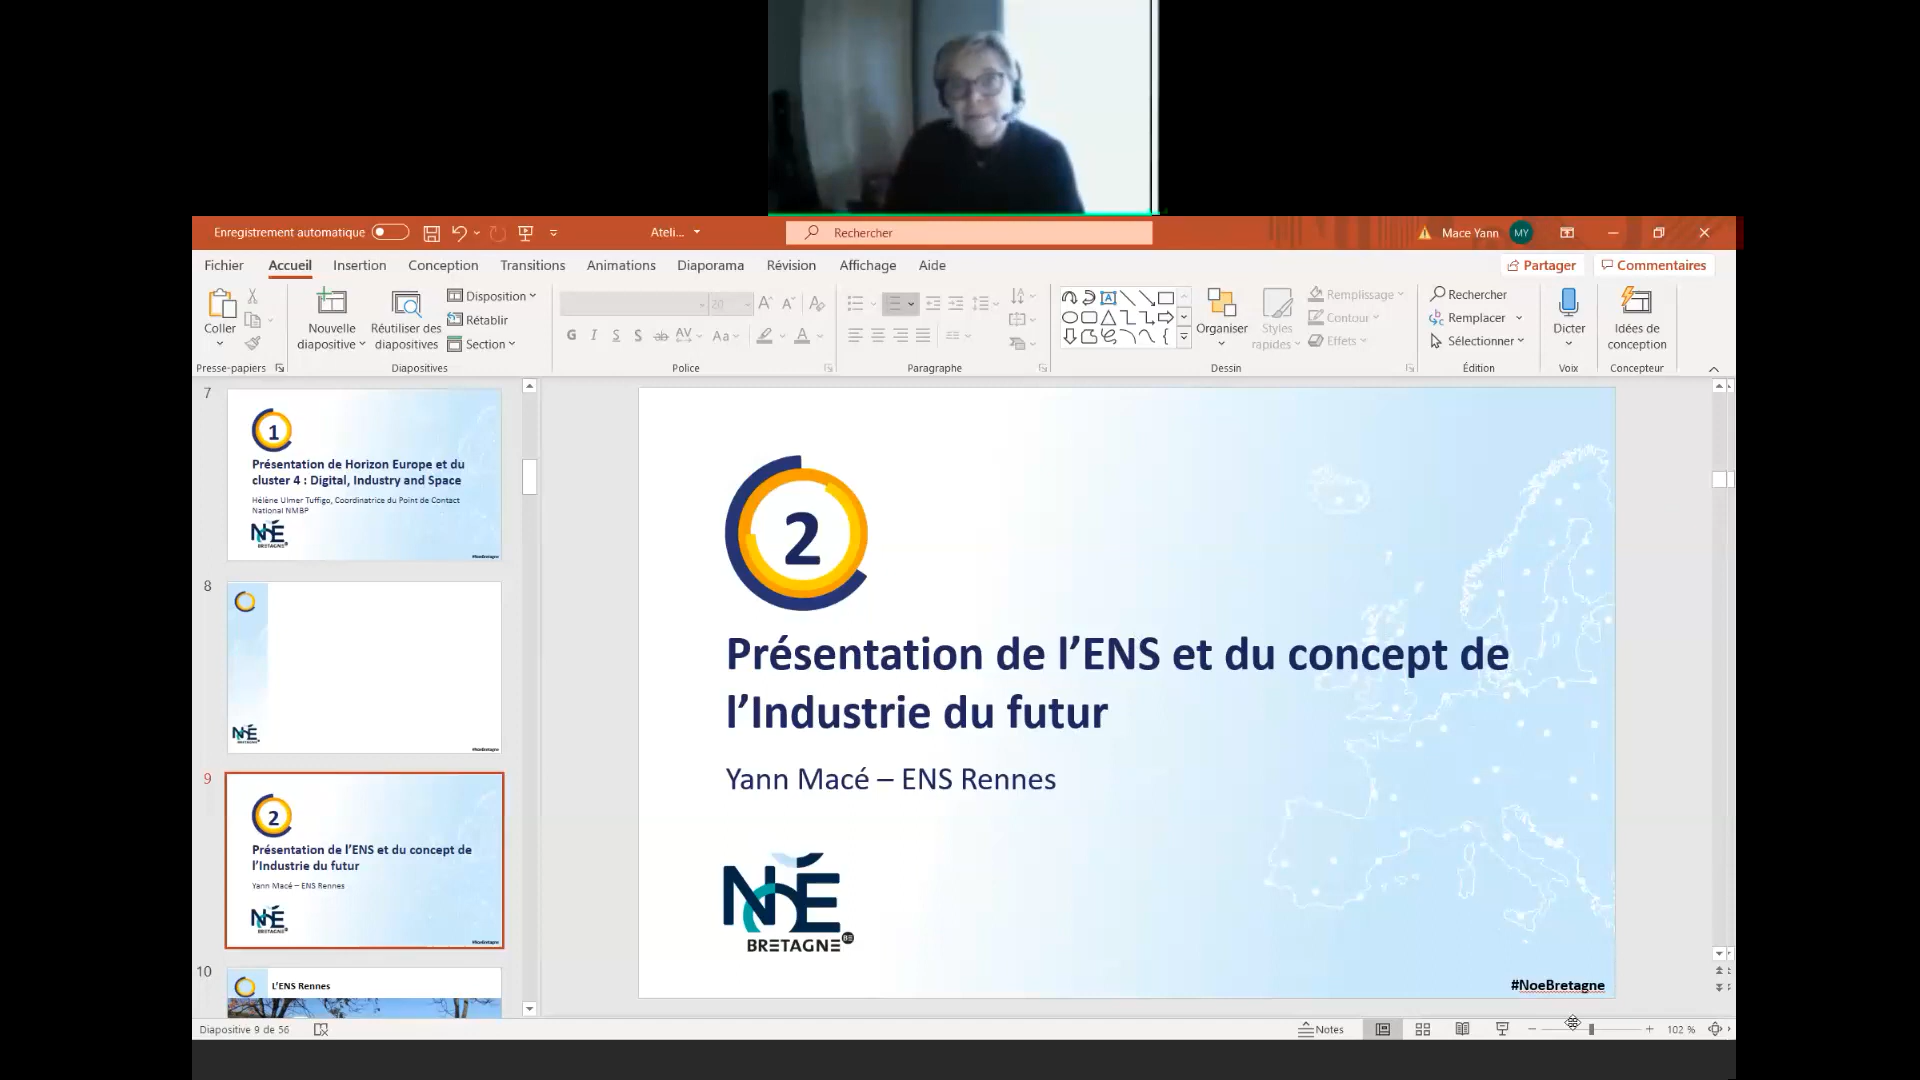 Enregistrement automatique
Ateli...
Rechercher
Mace Yann
MY
Fichier
Accueil
Insertion
Conception
Transitions
Animations
Diaporama
Révision
Affichage
Aide
Partager
Commentaires
Coller
Nouvelle
diapositive
Réutiliser des
diapositives
Disposition
Rétablir
Section
20
G
I
S
S
ab
AV
Aa
A
Organiser
Styles
rapides
Remplissage
Contour
Effets
Rechercher
Remplacer
Sélectionner
Dicter
Idées de
conception
Presse-papiers
Diapositives
Police
Paragraphe
Dessin
Édition
Voix
Concepteur
7
1
Présentation de Horizon Europe et du
cluster 4 : Digital, Industry and Space
Hélène Ulmer Tuffigo, Coordinatrice du Point de Contact
National NMBP
NOÉ
BRETAGNE
#NoeBretagne
8
NOÉ
BRETAGNE
#NoeBretagne
9
2
Présentation de l'ENS et du concept de
l'Industrie du futur
Yann Macé – ENS Rennes
NOÉ
BRETAGNE
#NoeBretagne
10
L'ENS Rennes
2
Présentation de l'ENS et du concept de
l'Industrie du futur
Yann Macé – ENS Rennes
NOÉ
BRETAGNE
#NoeBretagne
Diapositive 9 de 56
Notes
102 %